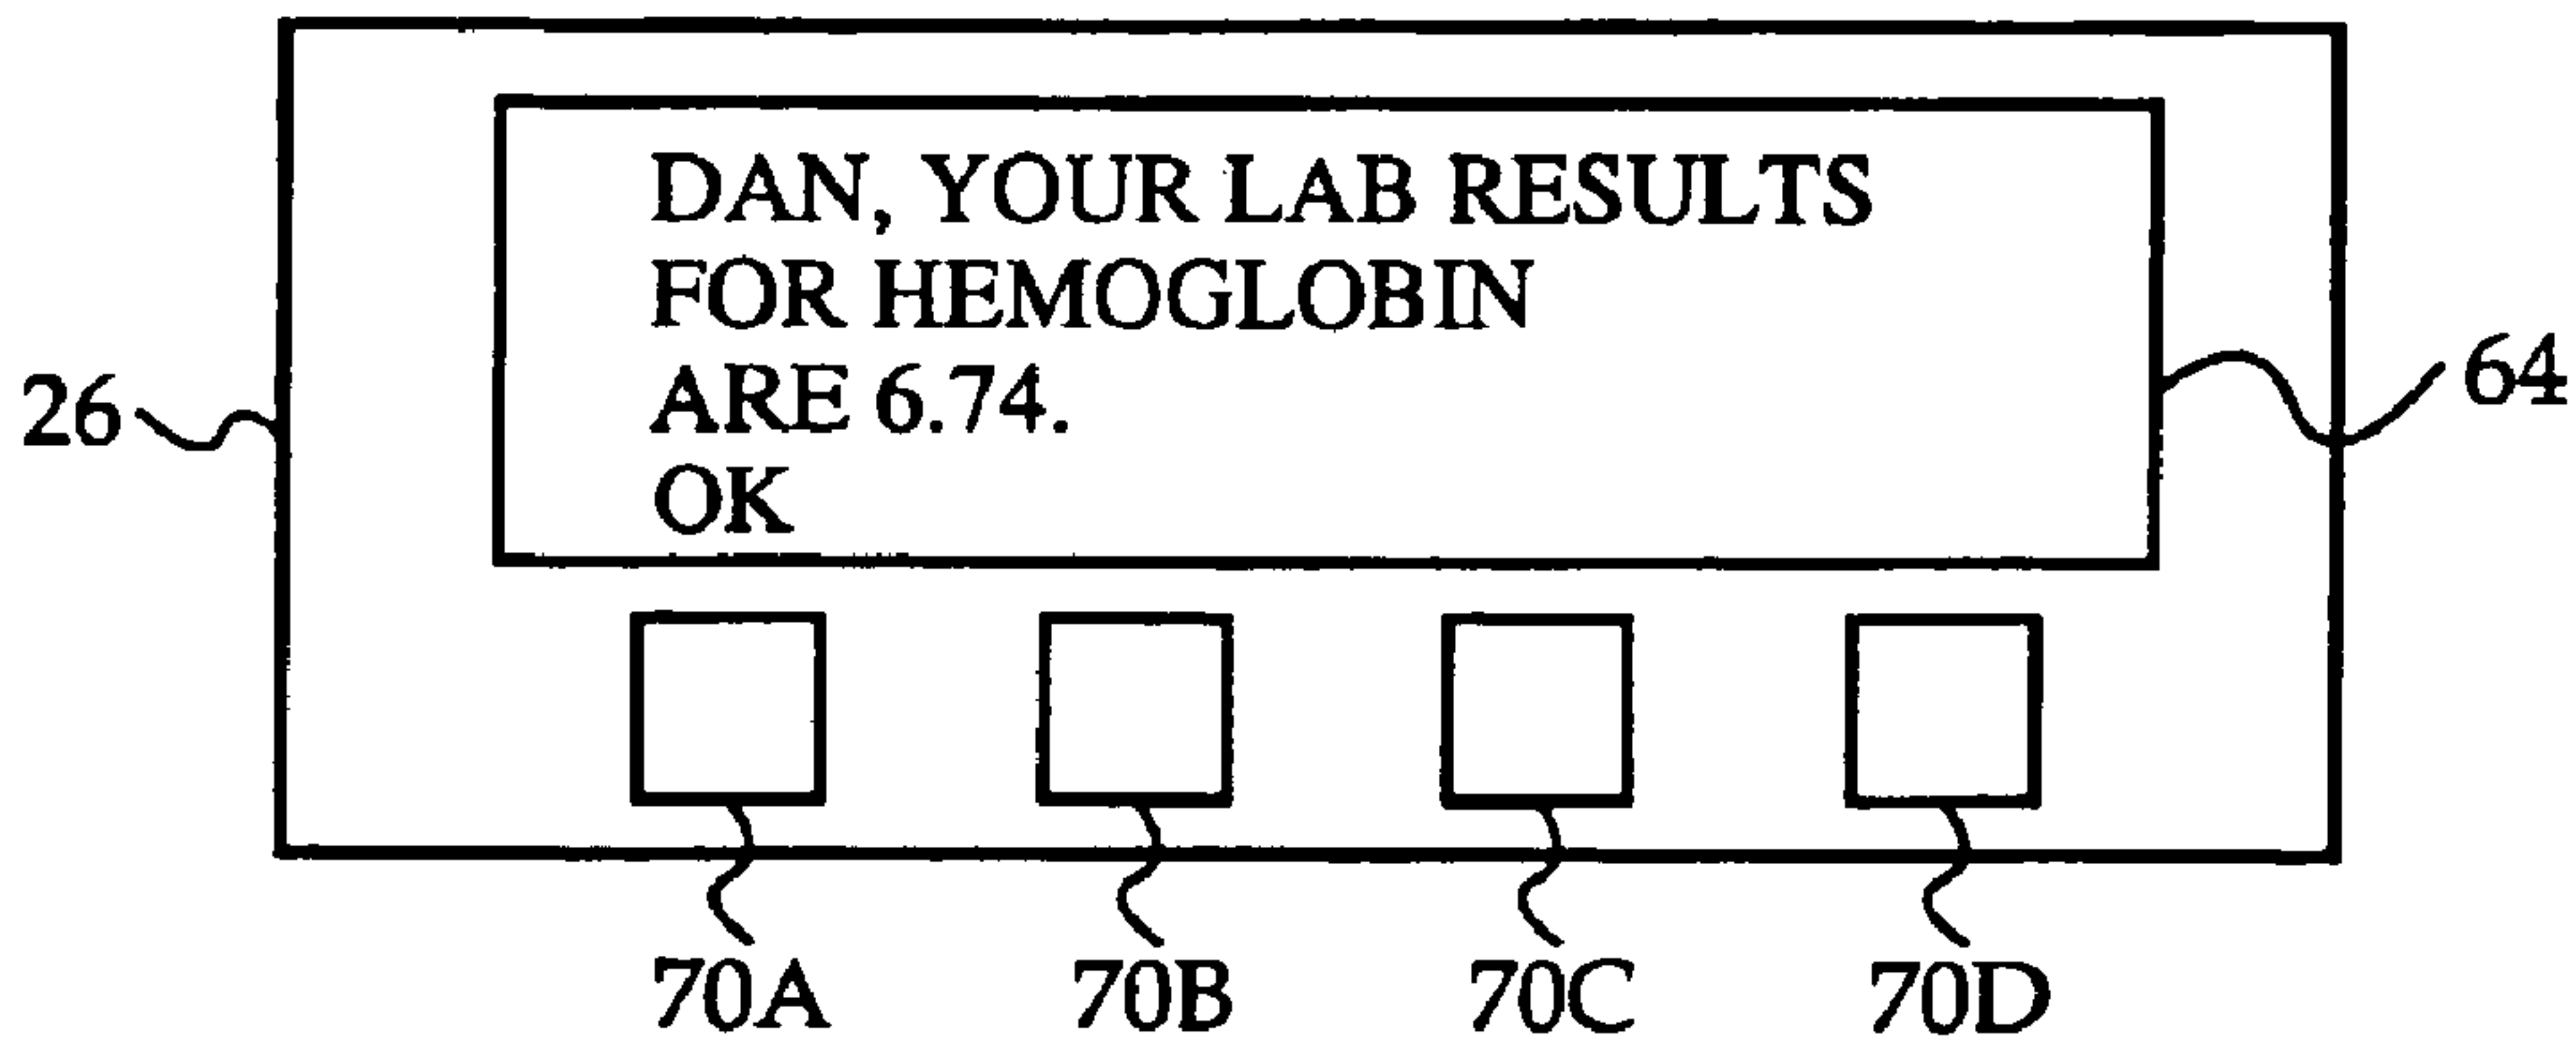 DAN, YOUR LAB RESULTS
FOR HEMOGLOBIN
ARE 6.74.
OK
26
64
70A
70B
70C
70D